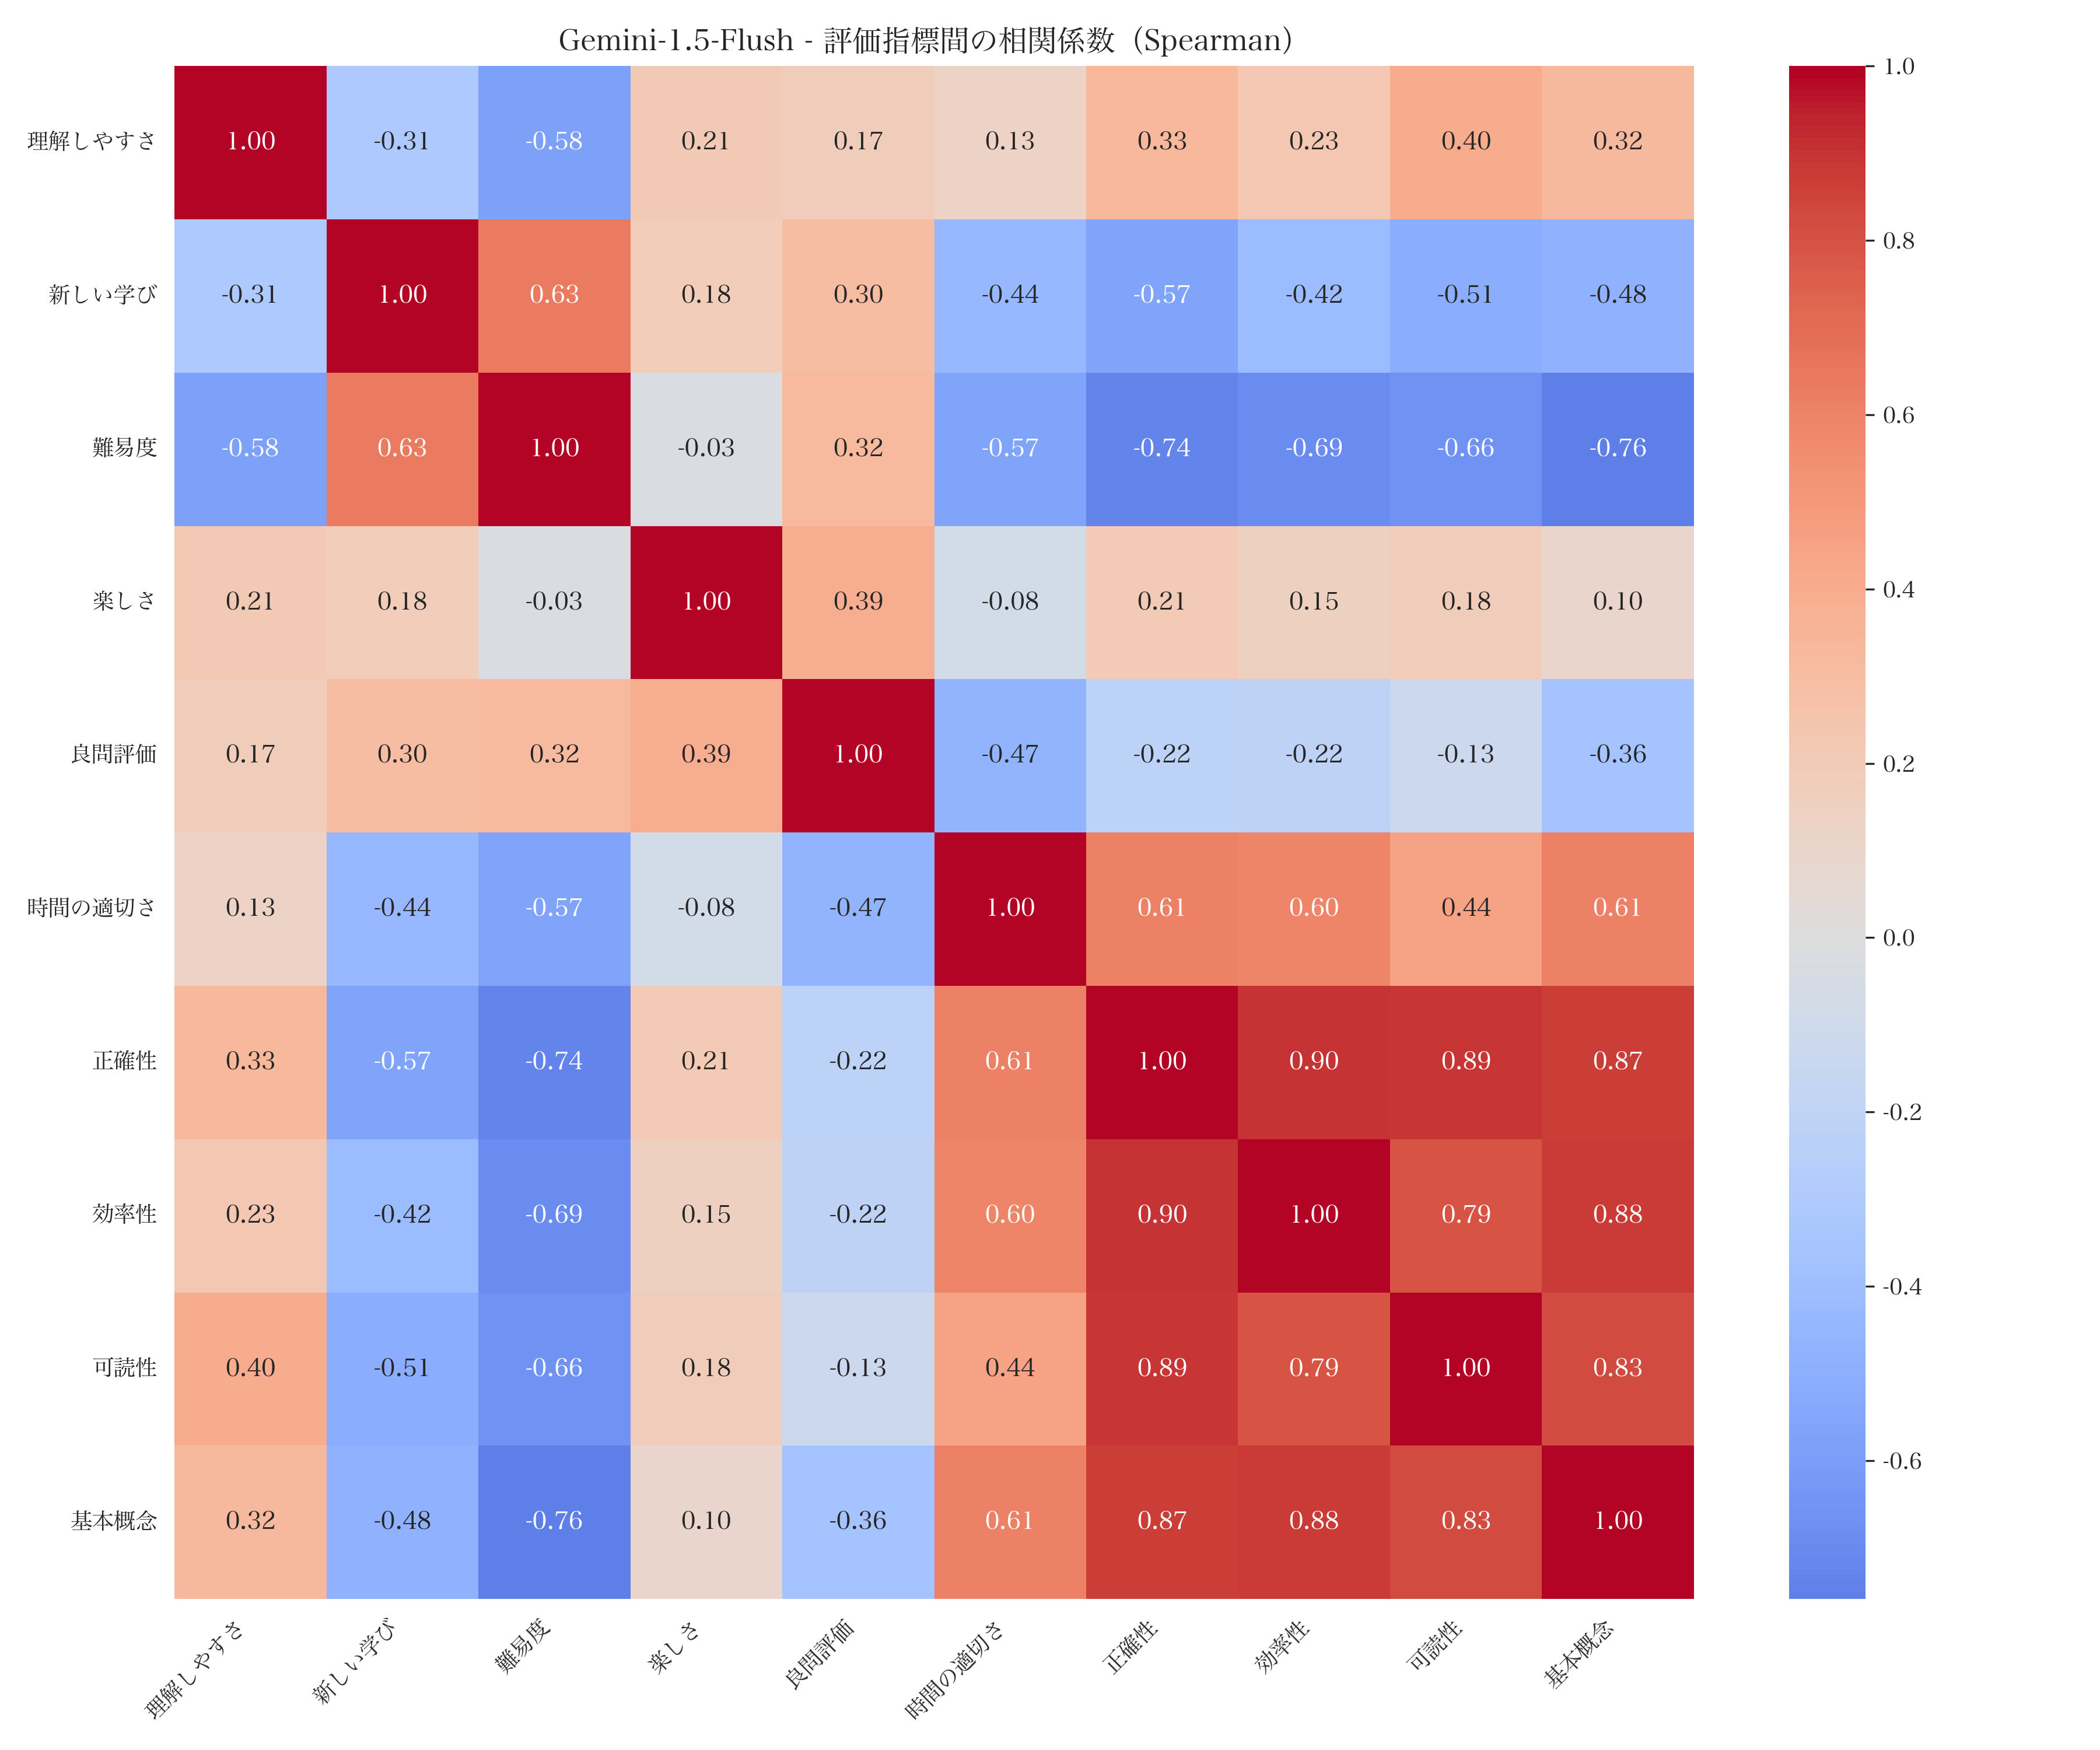 Gemini-1.5-Flush - 評価指標間の相関係数（Spearman）
理解しやすさ 1.00 -0.31 -0.58 0.21 0.17 0.13 0.33 0.23 0.40 0.32
新しい学び -0.31 1.00 0.63 0.18 0.30 -0.44 -0.57 -0.42 -0.51 -0.48
難易度 -0.58 0.63 1.00 -0.03 0.32 -0.57 -0.74 -0.69 -0.66 -0.76
楽しさ 0.21 0.18 -0.03 1.00 0.39 -0.08 0.21 0.15 0.18 0.10
良問評価 0.17 0.30 0.32 0.39 1.00 -0.47 -0.22 -0.22 -0.13 -0.36
時間の適切さ 0.13 -0.44 -0.57 -0.08 -0.47 1.00 0.61 0.60 0.44 0.61
正確性 0.33 -0.57 -0.74 0.21 -0.22 0.61 1.00 0.90 0.89 0.87
効率性 0.23 -0.42 -0.69 0.15 -0.22 0.60 0.90 1.00 0.79 0.88
可読性 0.40 -0.51 -0.66 0.18 -0.13 0.44 0.89 0.79 1.00 0.83
基本概念 0.32 -0.48 -0.76 0.10 -0.36 0.61 0.87 0.88 0.83 1.00
理解しやすさ 新しい学び 難易度 楽しさ 良問評価 時間の適切さ 正確性 効率性 可読性 基本概念
1.0
0.8
0.6
0.4
0.2
0.0
-0.2
-0.4
-0.6